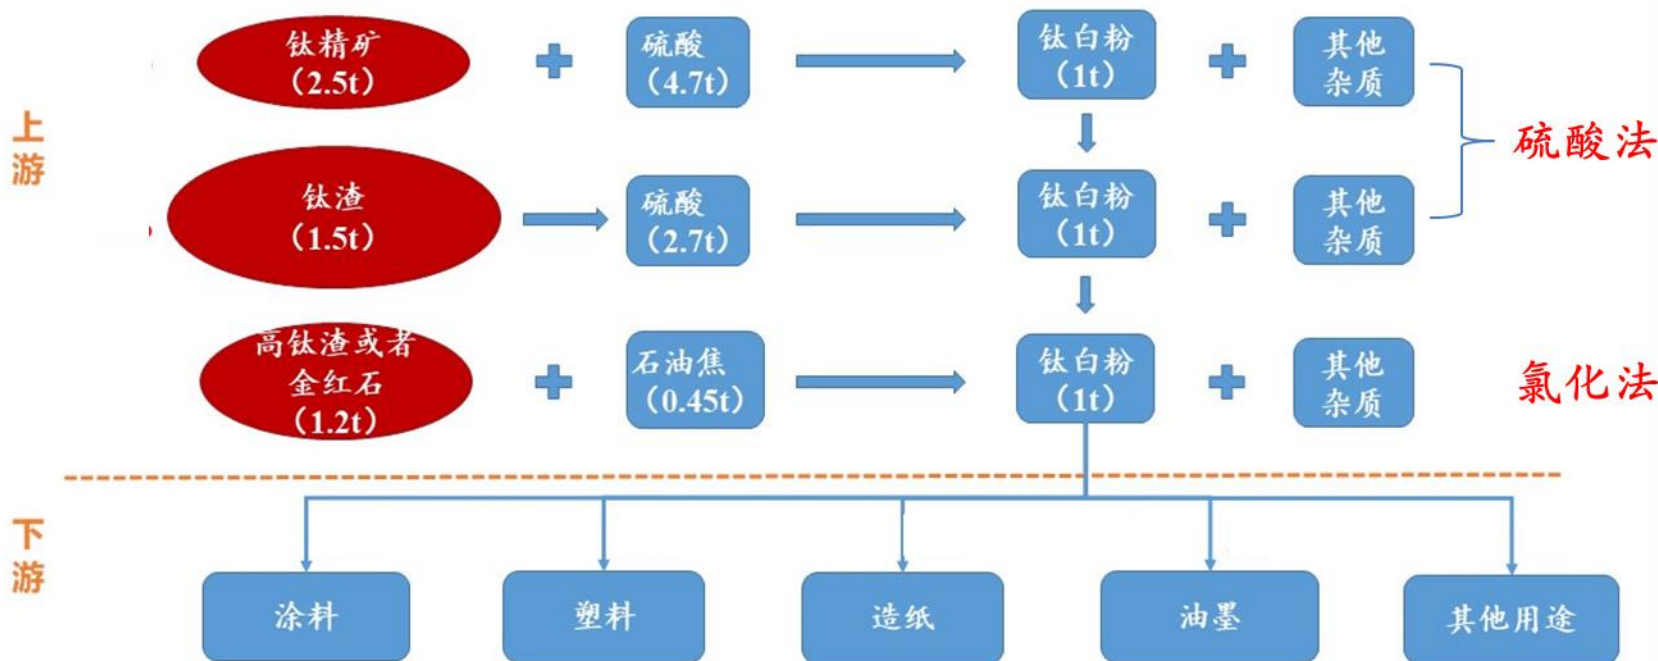 上游
钛精矿
（2.5t）
硫酸
（4.7t）
钛白粉
（1t）
其他
杂质
钛渣
（1.5t）
硫酸
（2.7t）
钛白粉
（1t）
其他
杂质
硫酸法
高钛渣或者
金红石
（1.2t）
石油焦
（0.45t）
钛白粉
（1t）
其他
杂质
氯化法
下游
涂料
塑料
造纸
油墨
其他用途